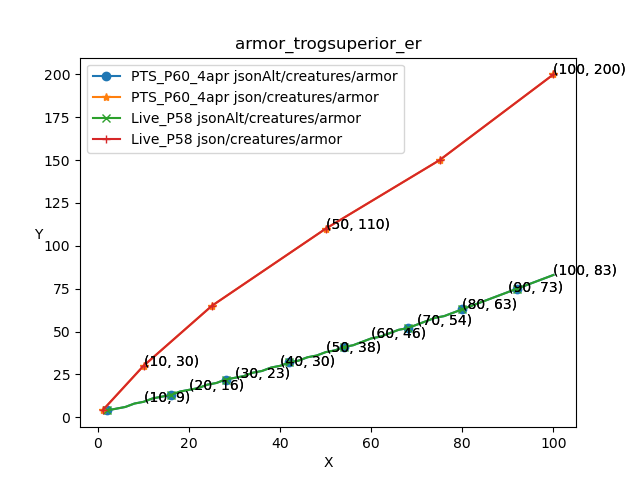 armor_trogsuperior_er
PTS_P60_4apr jsonAlt/creatures/armor
PTS_P60_4apr json/creatures/armor
Live_P58 jsonAlt/creatures/armor
Live_P58 json/creatures/armor
200
175
150
125
100
75
50
25
0
Y
(100, 200)
(50, 110)
(10, 30)
(100, 83)
(90, 73)
(80, 63)
(70, 54)
(60, 46)
(50, 38)
(40, 30)
(30, 23)
(20, 16)
(10, 9)
0 20 40 60 80 100
X